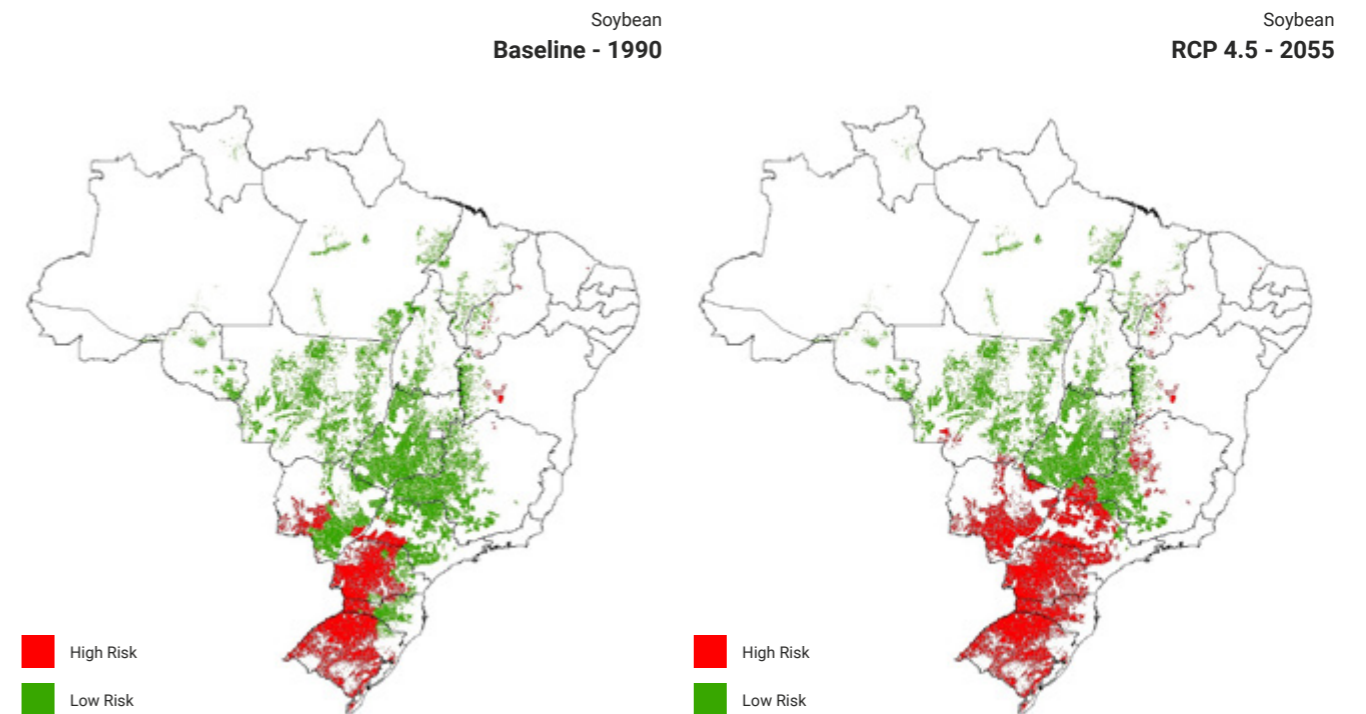 Soybean
Baseline - 1990
High Risk
Low Risk
Soybean
RCP 4.5 - 2055
High Risk
Low Risk